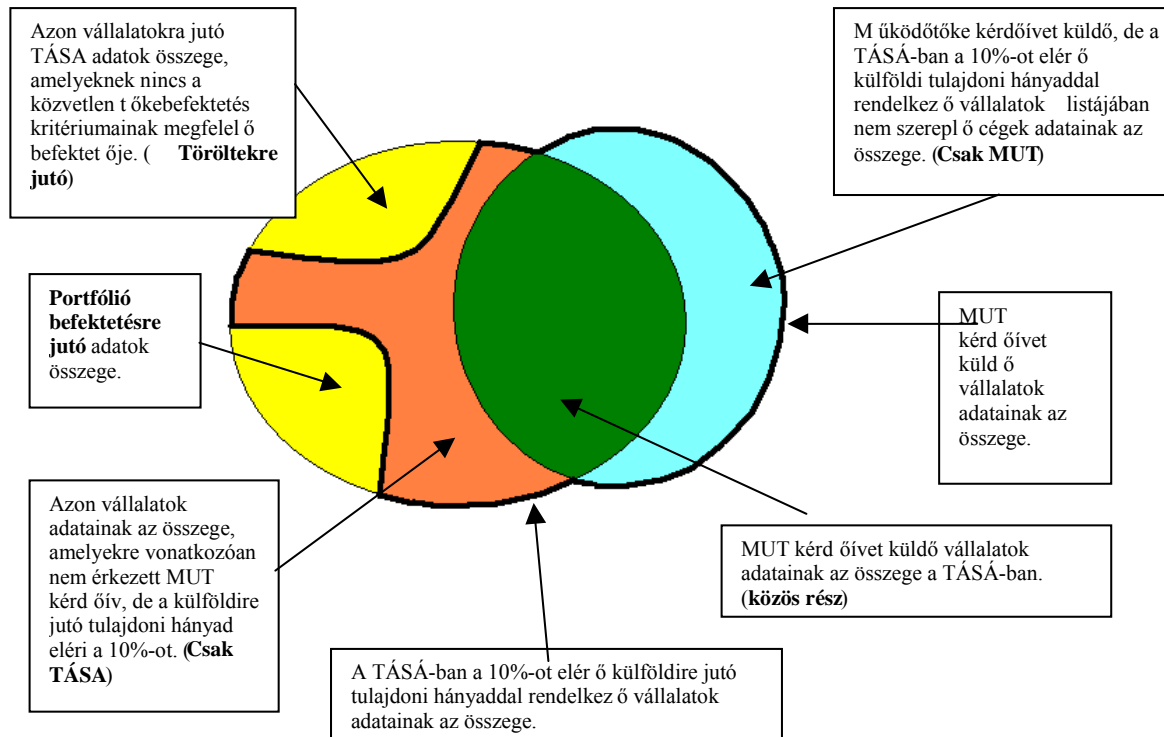 Azon vállalatokra jutó
TÁSA adatok összege,
amelyeknek nincs a
közvetlen t őkebefektetés
kritériumainak megfelel ő
befektet ője. ( Töröltekre
jutó)
M űködőtőke kérdőívet küldő, de a
TÁSÁ-ban a 10%-ot elér ő
külföldi tulajdoni hányaddal
rendelkez ő vállalatok listájában
nem szerepl ő cégek adatainak az
összege. (Csak MUT)
Portfólió
befektetésre
jutó adatok
összege.
MUT
kérd őívet
küld ő
vállalatok
adatainak az
összege.
Azon vállalatok
adatainak az összege,
amelyekre vonatkozóan
nem érkezett MUT
kérd őív, de a külföldire
jutó tulajdoni hányad
eléri a 10%-ot. (Csak
TÁSA)
MUT kérd őívet küldő vállalatok
adatainak az összege a TÁSÁ-ban.
(közös rész)
A TÁSÁ-ban a 10%-ot elér ő külföldire jutó
tulajdoni hányaddal rendelkez ő vállalatok
adatainak az összege.